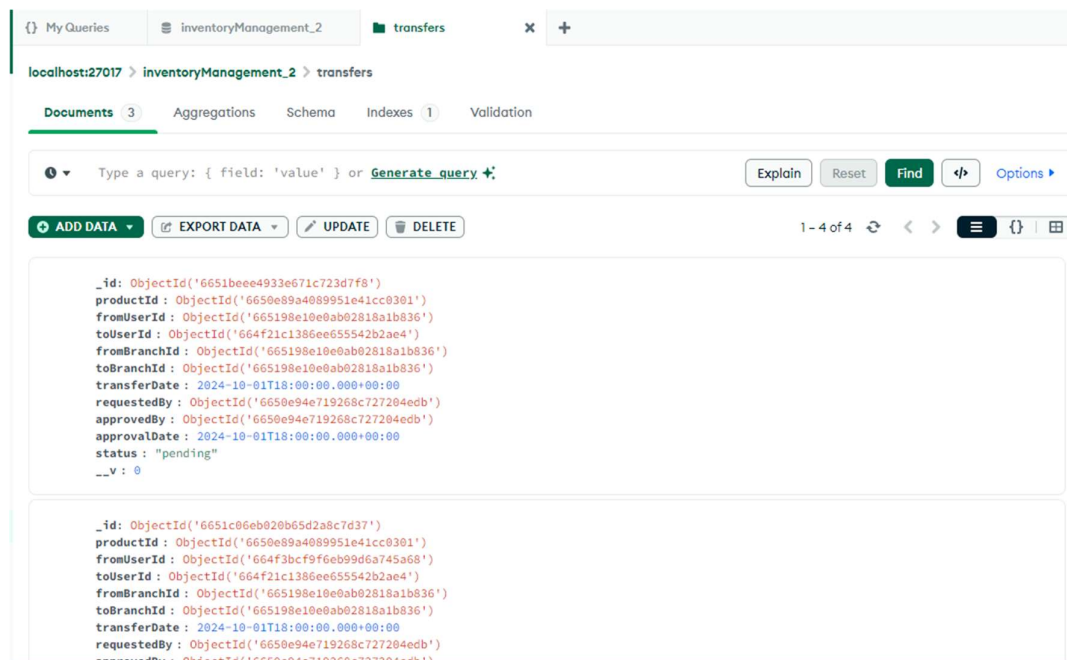 {} My Queries
inventoryManagement_2
transfers
localhost:27017 > inventoryManagement_2 > transfers
Documents 3 Aggregations Schema Indexes 1 Validation
Type a query: { field: 'value' } or Generate query
Explain Reset Find </> Options
ADD DATA EXPORT DATA UPDATE DELETE 1 – 4 of 4 {}
_id: ObjectId('6651beee4933e671c723d7f8')
productId : ObjectId('6650e89a4089951e41cc0301')
fromUserId : ObjectId('665198e10e0ab02818a1b836')
toUserId : ObjectId('664f21c1386ee655542b2ae4')
fromBranchId : ObjectId('665198e10e0ab02818a1b836')
toBranchId : ObjectId('665198e10e0ab02818a1b836')
transferDate : 2024-10-01T18:00:00.000+00:00
requestedBy : ObjectId('6650e94e719268c727204edb')
approvedBy : ObjectId('6650e94e719268c727204edb')
approvalDate : 2024-10-01T18:00:00.000+00:00
status : "pending"
__v : 0
_id: ObjectId('6651c06eb020b65d2a8c7d37')
productId : ObjectId('6650e89a4089951e41cc0301')
fromUserId : ObjectId('664f3bcf9f6eb99d6a745a68')
toUserId : ObjectId('664f21c1386ee655542b2ae4')
fromBranchId : ObjectId('665198e10e0ab02818a1b836')
toBranchId : ObjectId('665198e10e0ab02818a1b836')
transferDate : 2024-10-01T18:00:00.000+00:00
requestedBy : ObjectId('6650e94e719268c727204edb')